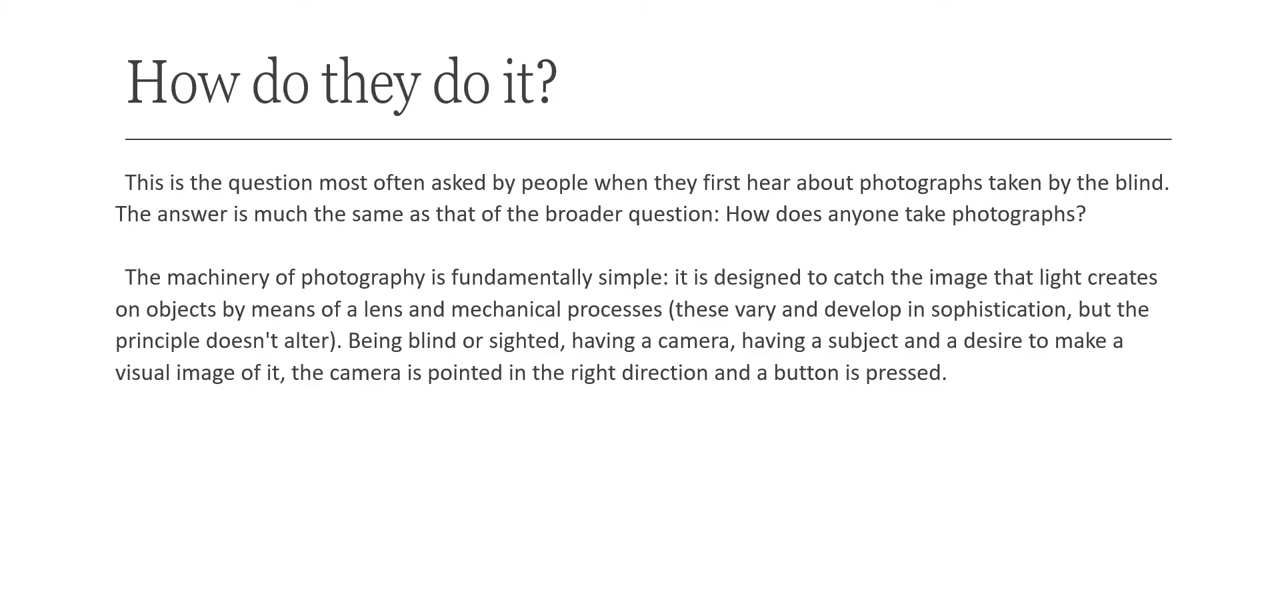 How do they do it?
This is the question most often asked by people when they first hear about photographs taken by the blind.
The answer is much the same as that of the broader question: How does anyone take photographs?
The machinery of photography is fundamentally simple: it is designed to catch the image that light creates
on objects by means of a lens and mechanical processes (these vary and develop in sophistication, but the
principle doesn't alter). Being blind or sighted, having a camera, having a subject and a desire to make a
visual image of it, the camera is pointed in the right direction and a button is pressed.